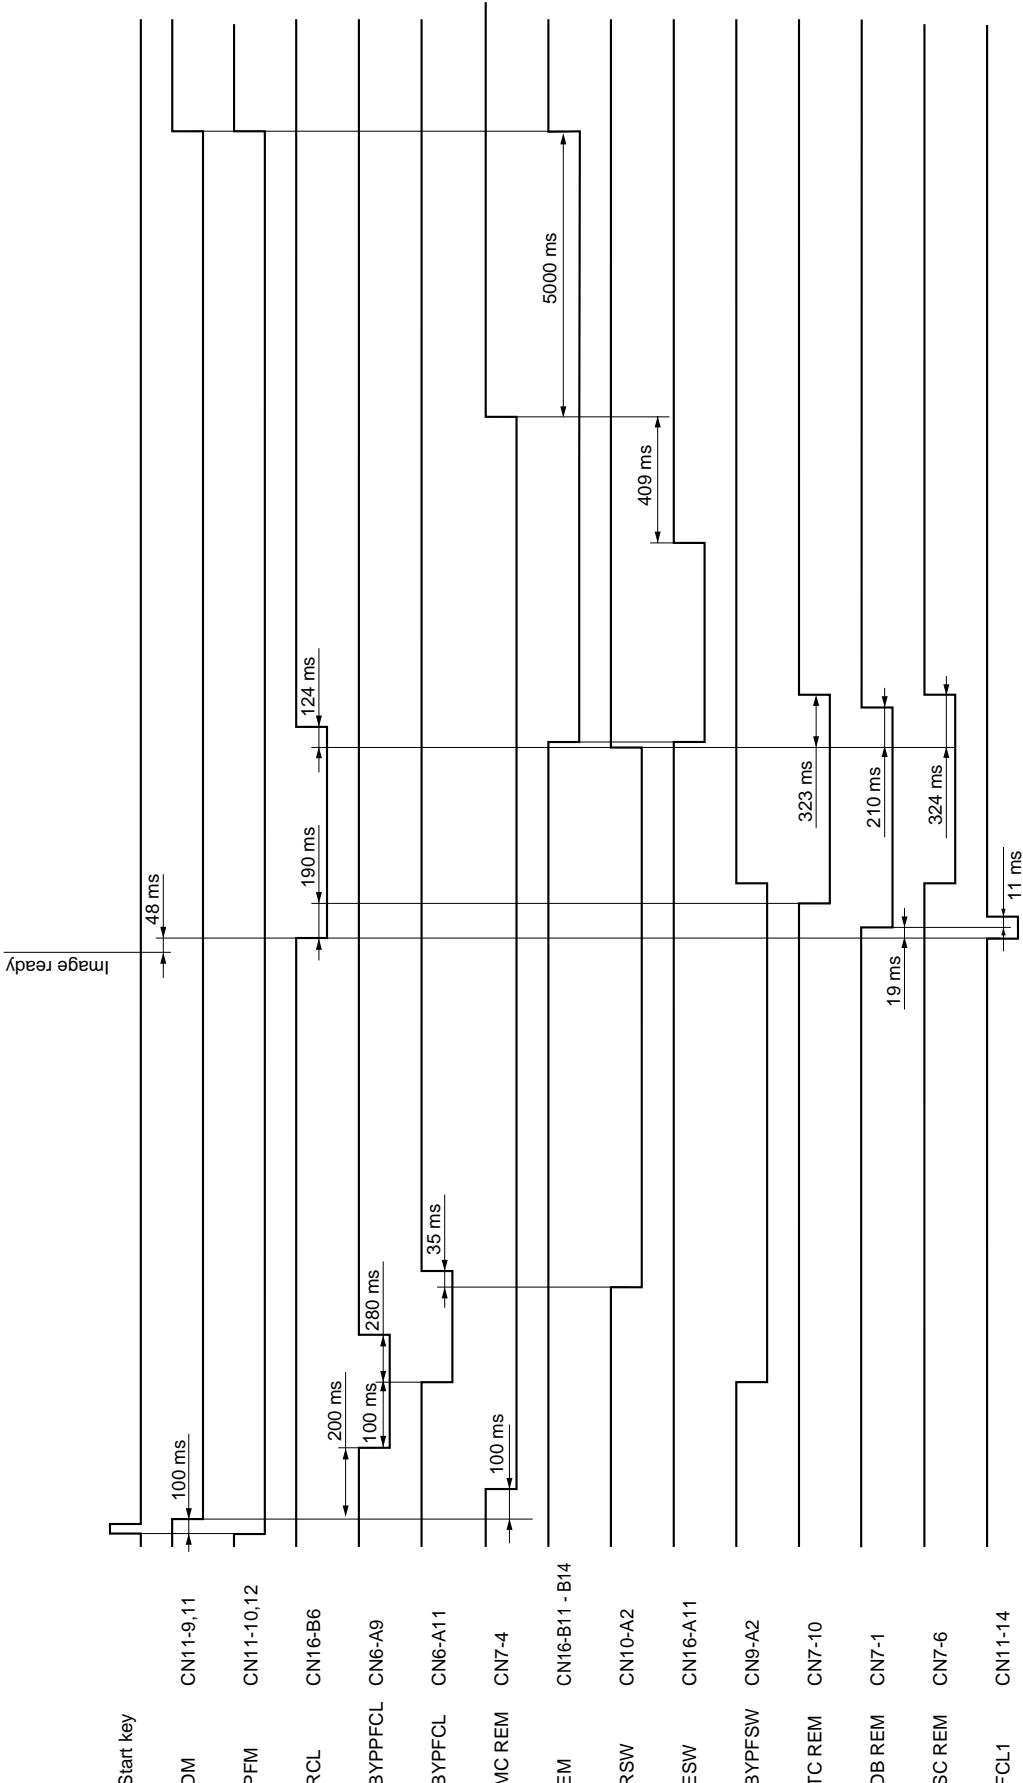 Image ready
Start key
48 ms
DM CN11-9,11
100 ms
PFM CN11-10,12
RCL CN16-B6
200 ms
190 ms
124 ms
BYPPFCL CN6-A9
100 ms
280 ms
BYPFCL CN6-A11
35 ms
MC REM CN7-4
100 ms
EM CN16-B11 - B14
5000 ms
RSW CN10-A2
409 ms
ESW CN16-A11
BYPFSW CN9-A2
TC REM CN7-10
323 ms
DB REM CN7-1
19 ms
210 ms
SC REM CN7-6
324 ms
FCL1 CN11-14
11 ms